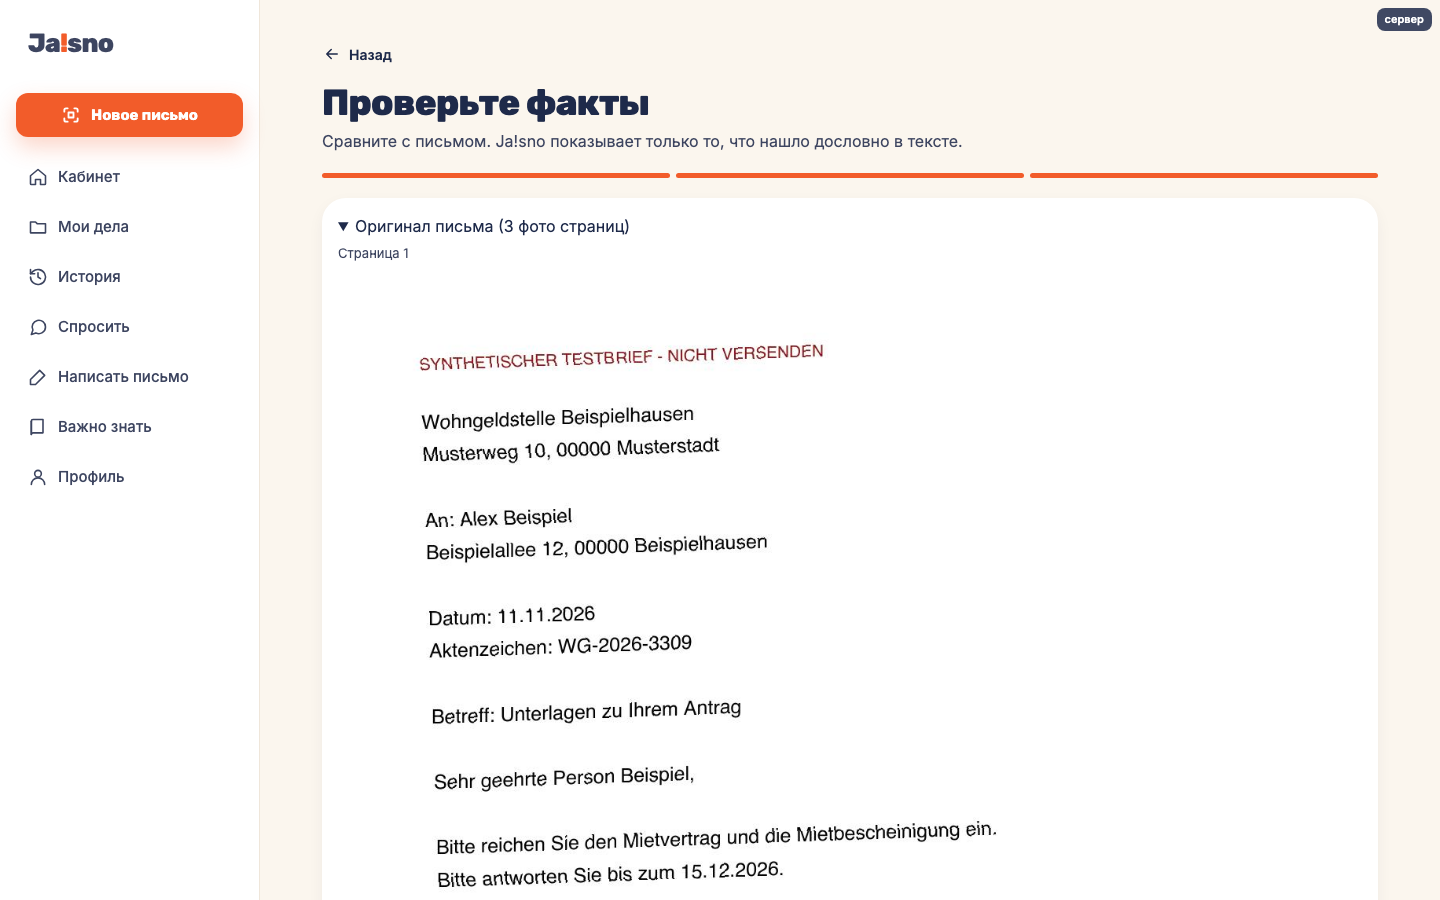 Ja!sno
Новое письмо
Кабинет
Мои дела
История
Спросить
Написать письмо
Важно знать
Профиль
сервер
Назад
Проверьте факты
Сравните с письмом. Ja!sno показывает только то, что нашло дословно в тексте.
Оригинал письма (3 фото страниц)
Страница 1
SYNTHETISCHER TESTBRIEF - NICHT VERSENDEN
Wohngeldstelle Beispielhausen
Musterweg 10, 00000 Musterstadt
An: Alex Beispiel
Beispielallee 12, 00000 Beispielhausen
Datum: 11.11.2026
Aktenzeichen: WG-2026-3309
Betreff: Unterlagen zu Ihrem Antrag
Sehr geehrte Person Beispiel,
Bitte reichen Sie den Mietvertrag und die Mietbescheinigung ein.
Bitte antworten Sie bis zum 15.12.2026.